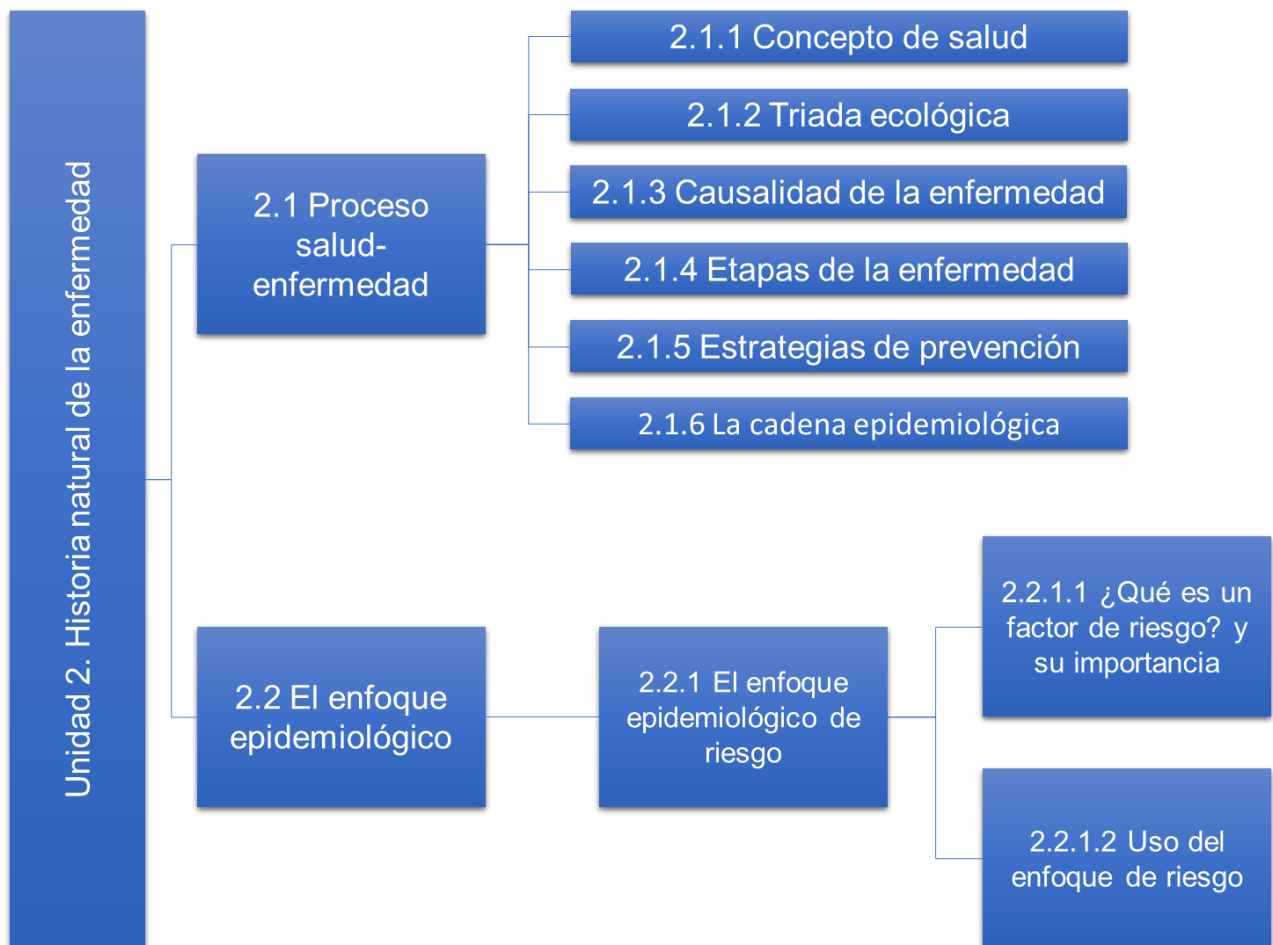 Unidad 2. Historia natural de la enfermedad
2.1 Proceso
salud-
enfermedad
2.1.1 Concepto de salud
2.1.2 Triada ecológica
2.1.3 Causalidad de la enfermedad
2.1.4 Etapas de la enfermedad
2.1.5 Estrategias de prevención
2.1.6 La cadena epidemiológica
2.2 El enfoque
epidemiológico
2.2.1 El enfoque
epidemiológico de
riesgo
2.2.1.1 ¿Qué es un
factor de riesgo? y
su importancia
2.2.1.2 Uso del
enfoque de riesgo